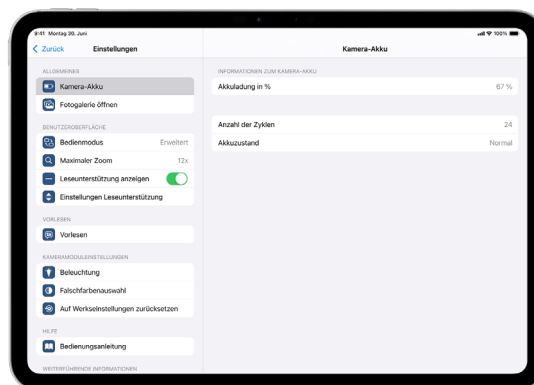 9:41 Montag 30. Juni
100%
Zurück
Einstellungen
Kamera-Akku
ALLGEMEINES
Kamera-Akku
Fotogalerie öffnen
BENUTZEROBERFLÄCHE
Bedienmodus Erweitert
Maximaler Zoom 12x
Leseunterstützung anzeigen
Einstellungen Leseunterstützung
VORLESEN
Vorlesen
KAMERAMODULEINSTELLUNGEN
Beleuchtung
Falschfarbenauswahl
Auf Werkseinstellungen zurücksetzen
HILFE
Bedienungsanleitung
WEITERFÜHRENDE INFORMATIONEN
INFORMATIONEN ZUM KAMERA-AKKU
Akkuladung in % 67 %
Anzahl der Zyklen 24
Akkuzustand Normal